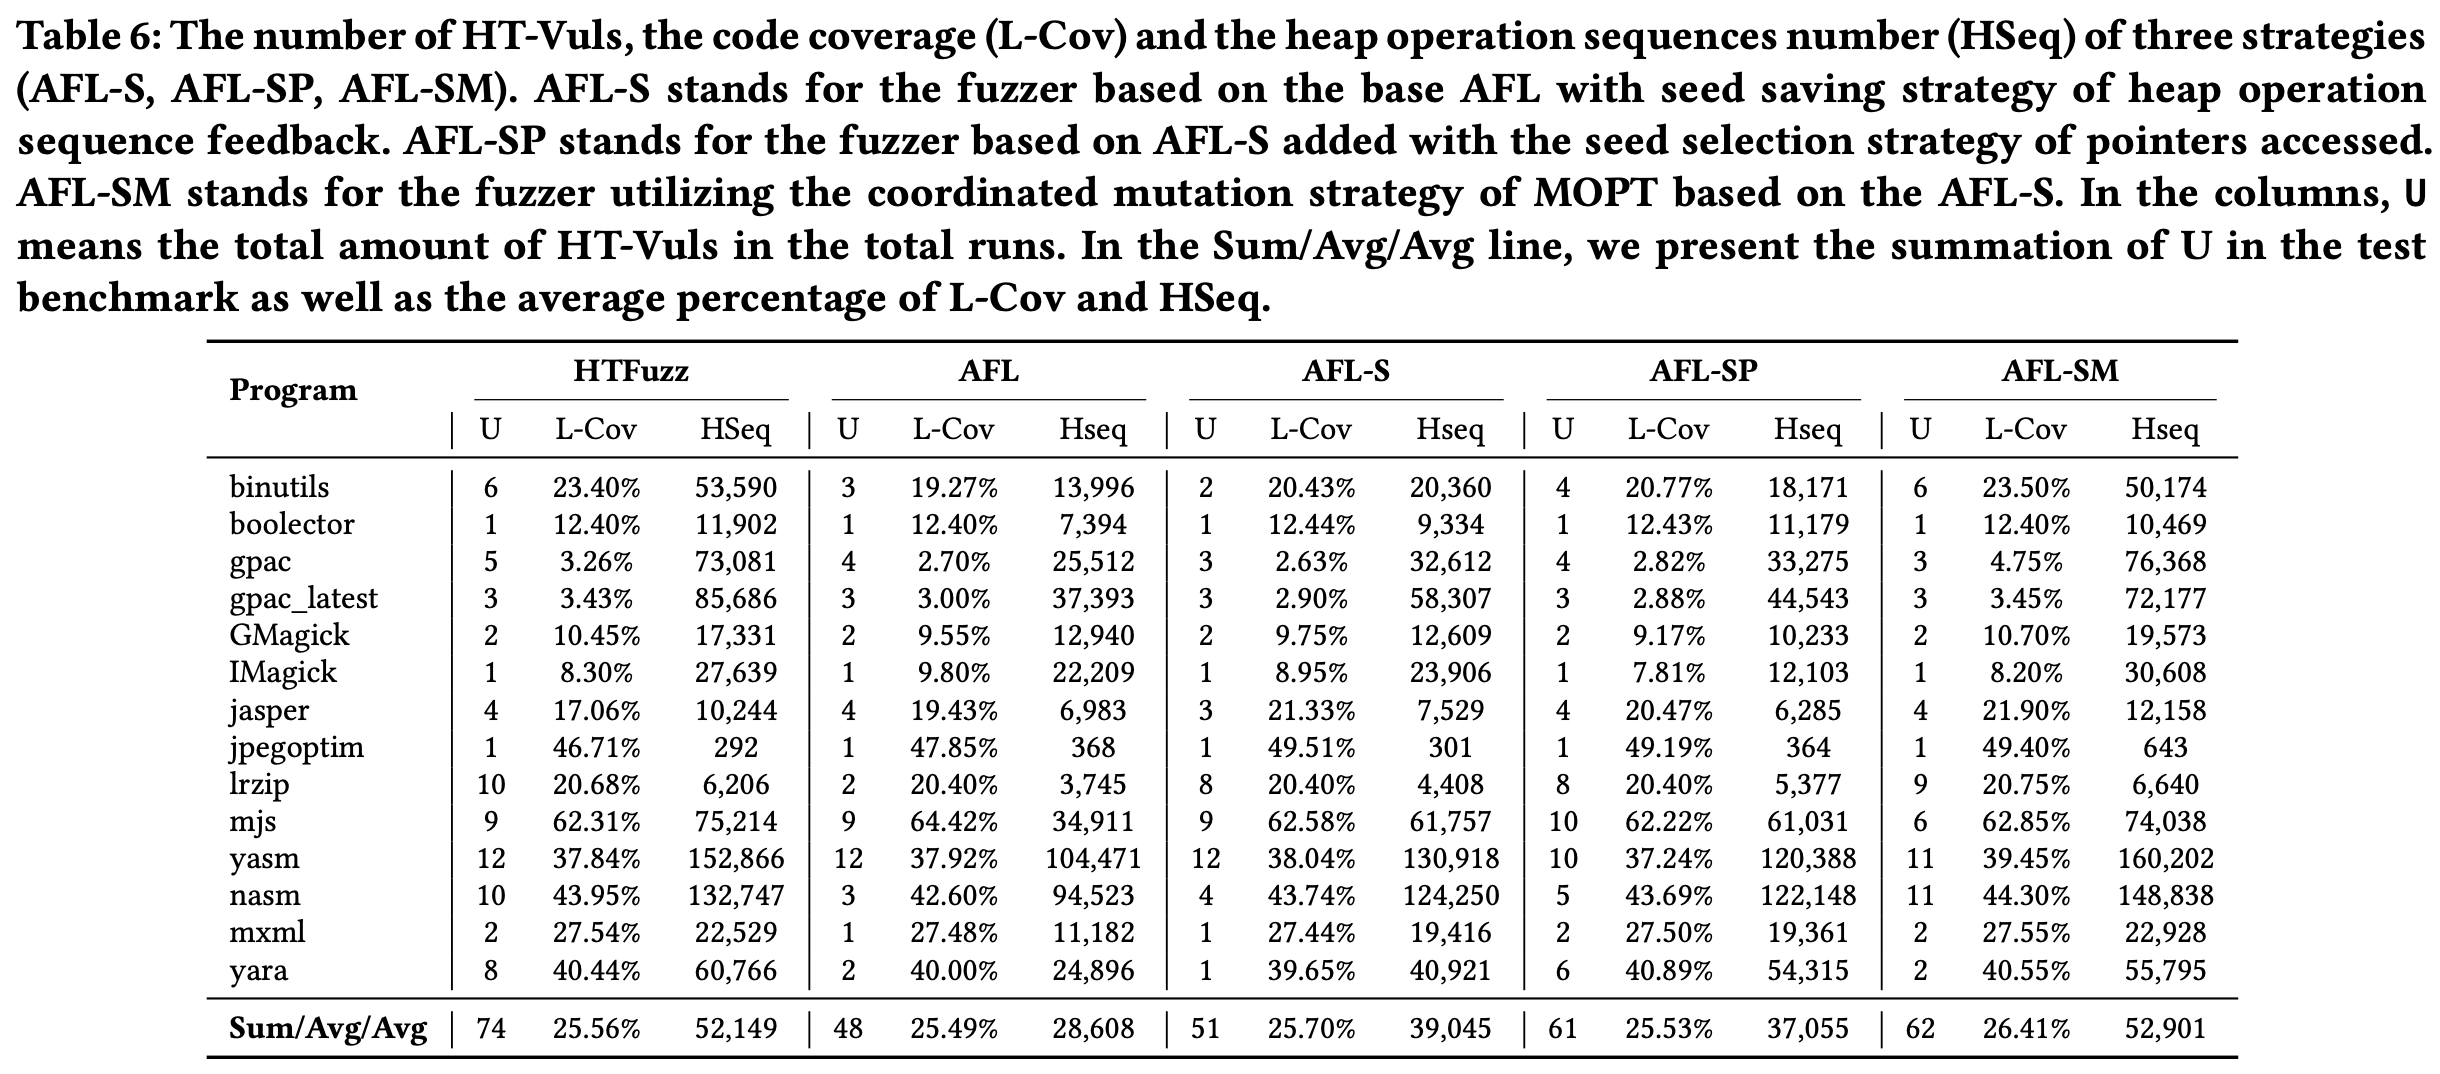 Table 6: The number of HT-Vuls, the code coverage (L-Cov) and the heap operation sequences number (HSeq) of three strategies
(AFL-S, AFL-SP, AFL-SM). AFL-S stands for the fuzzer based on the base AFL with seed saving strategy of heap operation
sequence feedback. AFL-SP stands for the fuzzer based on AFL-S added with the seed selection strategy of pointers accessed.
AFL-SM stands for the fuzzer utilizing the coordinated mutation strategy of MOPT based on the AFL-S. In the columns, U
means the total amount of HT-Vuls in the total runs. In the Sum/Avg/Avg line, we present the summation of U in the test
benchmark as well as the average percentage of L-Cov and HSeq.
Program HTFuzz AFL AFL-S AFL-SP AFL-SM
U L-Cov HSeq U L-Cov Hseq U L-Cov Hseq U L-Cov Hseq U L-Cov Hseq
binutils 6 23.40% 53,590 3 19.27% 13,996 2 20.43% 20,360 4 20.77% 18,171 6 23.50% 50,174
boolector 1 12.40% 11,902 1 12.40% 7,394 1 12.44% 9,334 1 12.43% 11,179 1 12.40% 10,469
gpac 5 3.26% 73,081 4 2.70% 25,512 3 2.63% 32,612 4 2.82% 33,275 3 4.75% 76,368
gpac_latest 3 3.43% 85,686 3 3.00% 37,393 3 2.90% 58,307 3 2.88% 44,543 3 3.45% 72,177
GMagick 2 10.45% 17,331 2 9.55% 12,940 2 9.75% 12,609 2 9.17% 10,233 2 10.70% 19,573
IMagick 1 8.30% 27,639 1 9.80% 22,209 1 8.95% 23,906 1 7.81% 12,103 1 8.20% 30,608
jasper 4 17.06% 10,244 4 19.43% 6,983 3 21.33% 7,529 4 20.47% 6,285 4 21.90% 12,158
jpegoptim 1 46.71% 292 1 47.85% 368 1 49.51% 301 1 49.19% 364 1 49.40% 643
lrzip 10 20.68% 6,206 2 20.40% 3,745 8 20.40% 4,408 8 20.40% 5,377 9 20.75% 6,640
mjs 9 62.31% 75,214 9 64.42% 34,911 9 62.58% 61,757 10 62.22% 61,031 6 62.85% 74,038
yasm 12 37.84% 152,866 12 37.92% 104,471 12 38.04% 130,918 10 37.24% 120,388 11 39.45% 160,202
nasm 10 43.95% 132,747 3 42.60% 94,523 4 43.74% 124,250 5 43.69% 122,148 11 44.30% 148,838
mxml 2 27.54% 22,529 1 27.48% 11,182 1 27.44% 19,416 2 27.50% 19,361 2 27.55% 22,928
yara 8 40.44% 60,766 2 40.00% 24,896 1 39.65% 40,921 6 40.89% 54,315 2 40.55% 55,795
Sum/Avg/Avg 74 25.56% 52,149 48 25.49% 28,608 51 25.70% 39,045 61 25.53% 37,055 62 26.41% 52,901